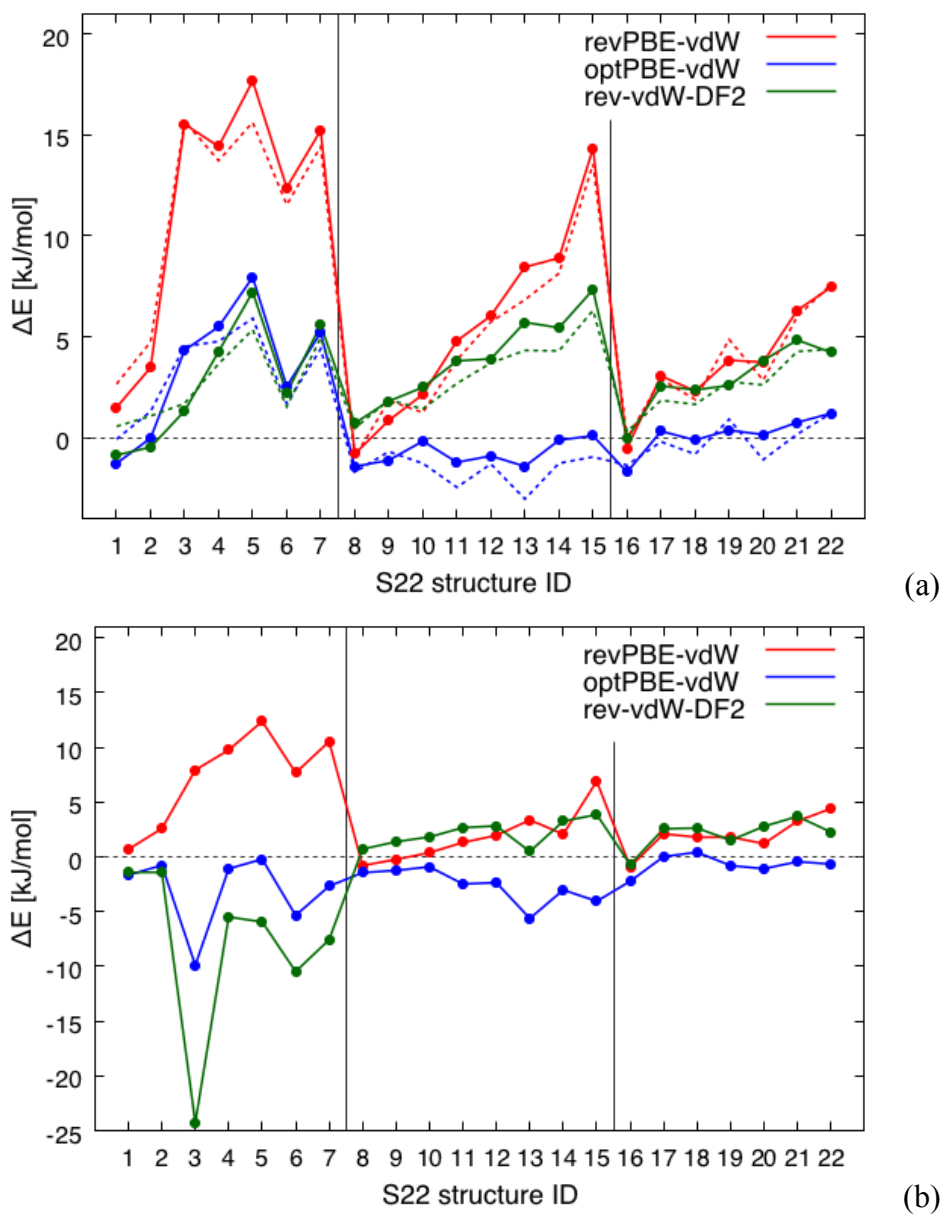 20
15
10
5
0
ΔE [kJ/mol]
revPBE-vdW
optPBE-vdW
rev-vdW-DF2
1 2 3 4 5 6 7 8 9 10 11 12 13 14 15 16 17 18 19 20 21 22
S22 structure ID
(a)
20
15
10
5
0
-5
-10
-15
-20
-25
ΔE [kJ/mol]
revPBE-vdW
optPBE-vdW
rev-vdW-DF2
1 2 3 4 5 6 7 8 9 10 11 12 13 14 15 16 17 18 19 20 21 22
S22 structure ID
(b)